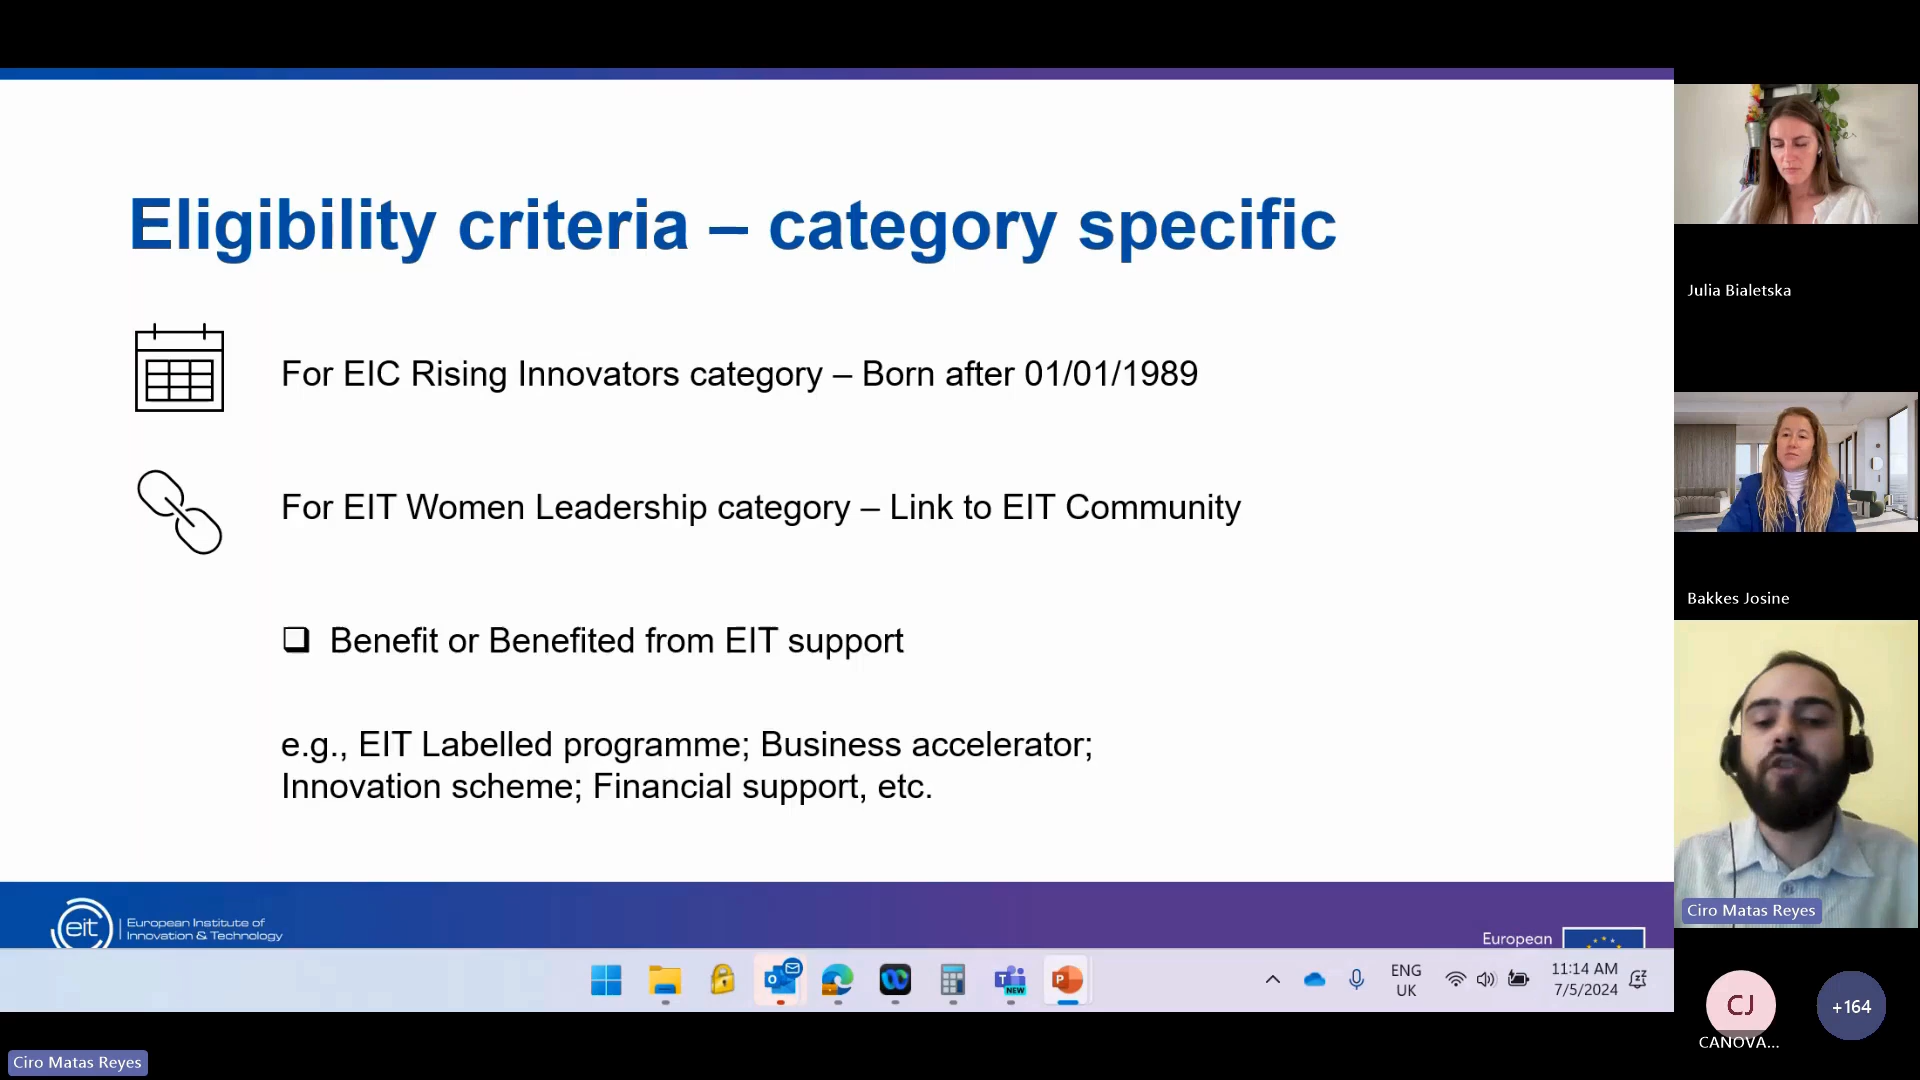 Eligibility criteria – category specific
For EIC Rising Innovators category – Born after 01/01/1989
For EIT Women Leadership category – Link to EIT Community
Benefit or Benefited from EIT support
e.g., EIT Labelled programme; Business accelerator;
Innovation scheme; Financial support, etc.
eit
European Institute of
Innovation & Technology
European
NEW
ENG
UK
11:14 AM
7/5/2024
Julia Bialetska
Bakkes Josine
Ciro Matas Reyes
CJ
+164
CANOVA...
Ciro Matas Reyes